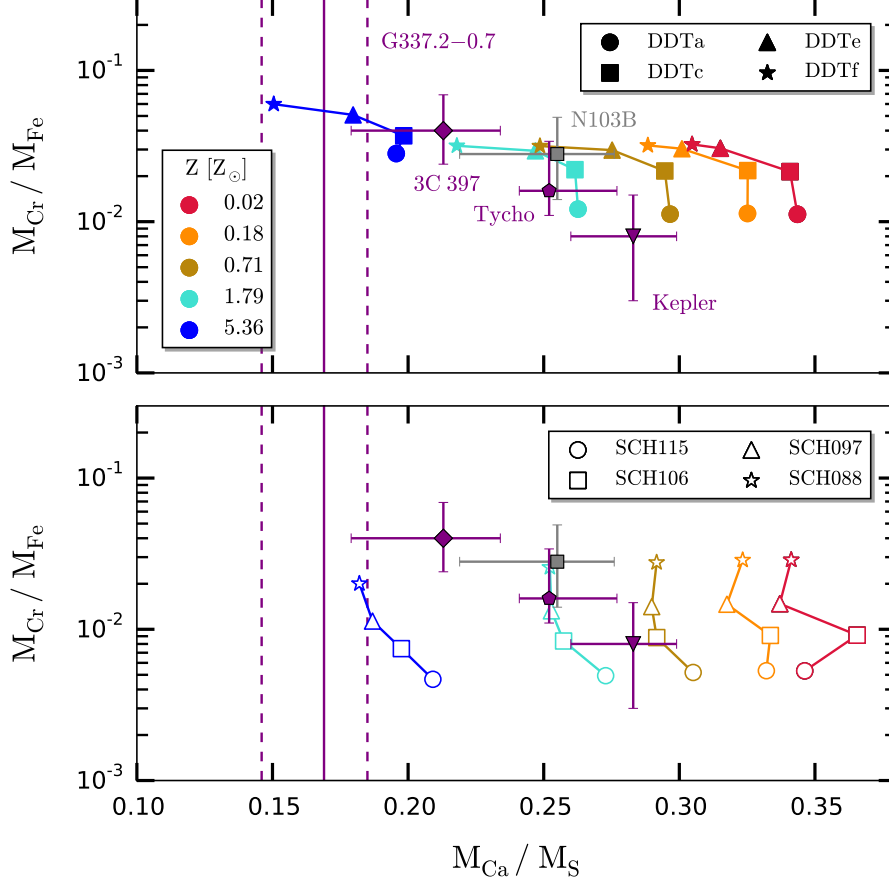 G337.2−0.7
DDTa
DDTe
DDTc
DDTf
10⁻¹
N103B
M_Cr / M_Fe
Z [Z_⊙]
0.02
0.18
0.71
1.79
5.36
3C 397
Tycho
10⁻²
Kepler
10⁻³
SCH115
SCH097
SCH106
SCH088
10⁻¹
M_Cr / M_Fe
10⁻²
10⁻³
0.10 0.15 0.20 0.25 0.30 0.35
M_Ca / M_S